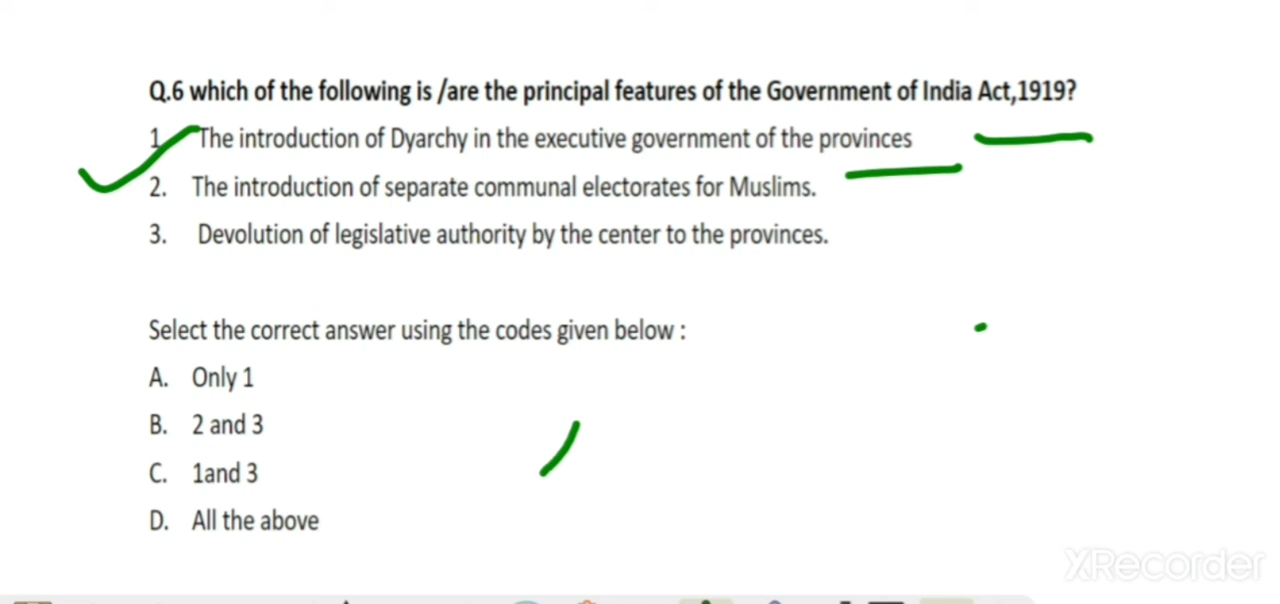 Q.6 which of the following is /are the principal features of the Government of India Act,1919?
1. The introduction of Dyarchy in the executive government of the provinces
2. The introduction of separate communal electorates for Muslims.
3. Devolution of legislative authority by the center to the provinces.
Select the correct answer using the codes given below :
A. Only 1
B. 2 and 3
C. 1and 3
D. All the above
XRecorder